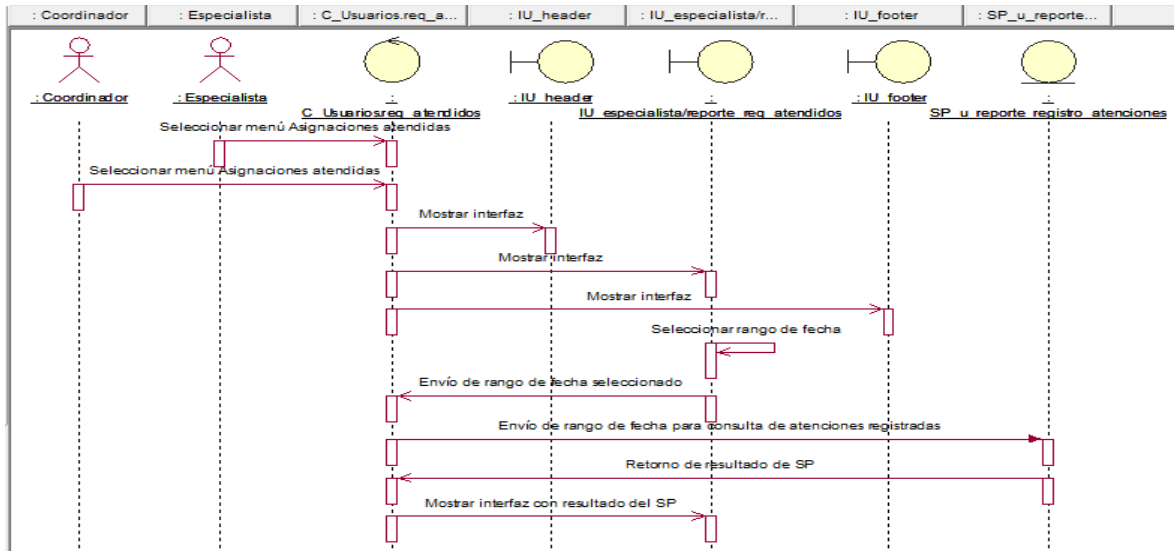 : Coordinador
: Especialista
: C_Usuarios.req_a...
: IU_header
: IU_especialista/r...
: IU_footer
: SP_u_reporte...
: Coordinador
: Especialista
:
C_Usuarios.req_atendidos
: IU_header
:
IU_especialista/reporte_req_atendidos
: IU_footer
:
SP_u_reporte_registro_atenciones
Seleccionar menú Asignaciones atendidas
Seleccionar menú Asignaciones atendidas
Mostrar interfaz
Mostrar interfaz
Mostrar interfaz
Seleccionar rango de fecha
Envío de rango de fecha seleccionado
Envío de rango de fecha para consulta de atenciones registradas
Retorno de resultado de SP
Mostrar interfaz con resultado del SP